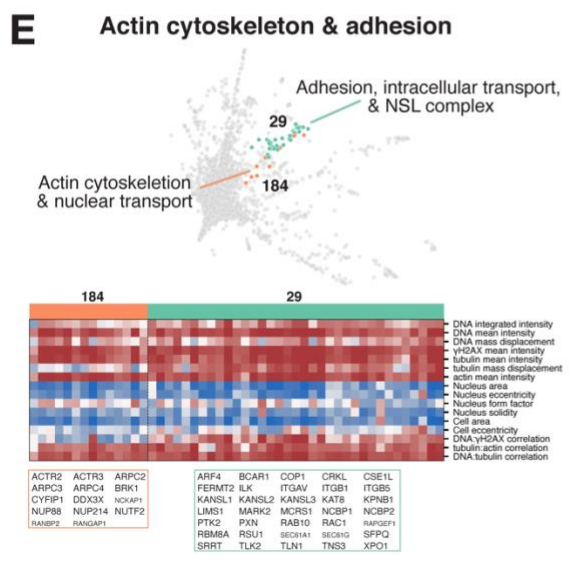 E
Actin cytoskeleton & adhesion
Adhesion, intracellular transport,
& NSL complex
29
Actin cytoskeletion
& nuclear transport
184
184
29
DNA integrated intensity
DNA mean intensity
DNA mass displacement
γH2AX mean intensity
tubulin mean intensity
tubulin mass displacement
actin mean intensity
Nucleus area
Nucleus eccentricity
Nucleus form factor
Nucleus solidity
Cell area
Cell eccentricity
DNA:γH2AX correlation
tubulin:actin correlation
DNA:tubulin correlation
ACTR2 ACTR3 ARPC2
ARPC3 ARPC4 BRK1
CYFIP1 DDX3X NCKAP1
NUP88 NUP214 NUTF2
RANBP2 RANGAP1
ARF4 BCAR1 COP1 CRKL CSE1L
FERMT2 ILK ITGAV ITGB1 ITGB5
KANSL1 KANSL2 KANSL3 KAT8 KPNB1
LIMS1 MARK2 MCRS1 NCBP1 NCBP2
PTK2 PXN RAB10 RAC1 RAPGEF1
RBM8A RSU1 SEC61A1 SEC61G SFPQ
SRRT TLK2 TLN1 TNS3 XPO1